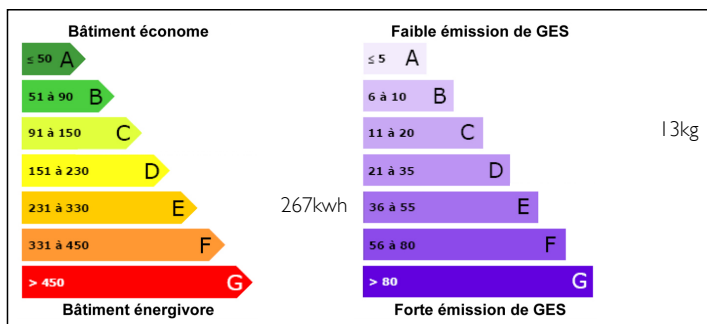 Bâtiment économe
≤ 50 A
51 à 90 B
91 à 150 C
151 à 230 D
231 à 330 E
267kwh
331 à 450 F
> 450 G
Bâtiment énergivore
Faible émission de GES
≤ 5 A
6 à 10 B
11 à 20 C
13kg
21 à 35 D
36 à 55 E
56 à 80 F
> 80 G
Forte émission de GES